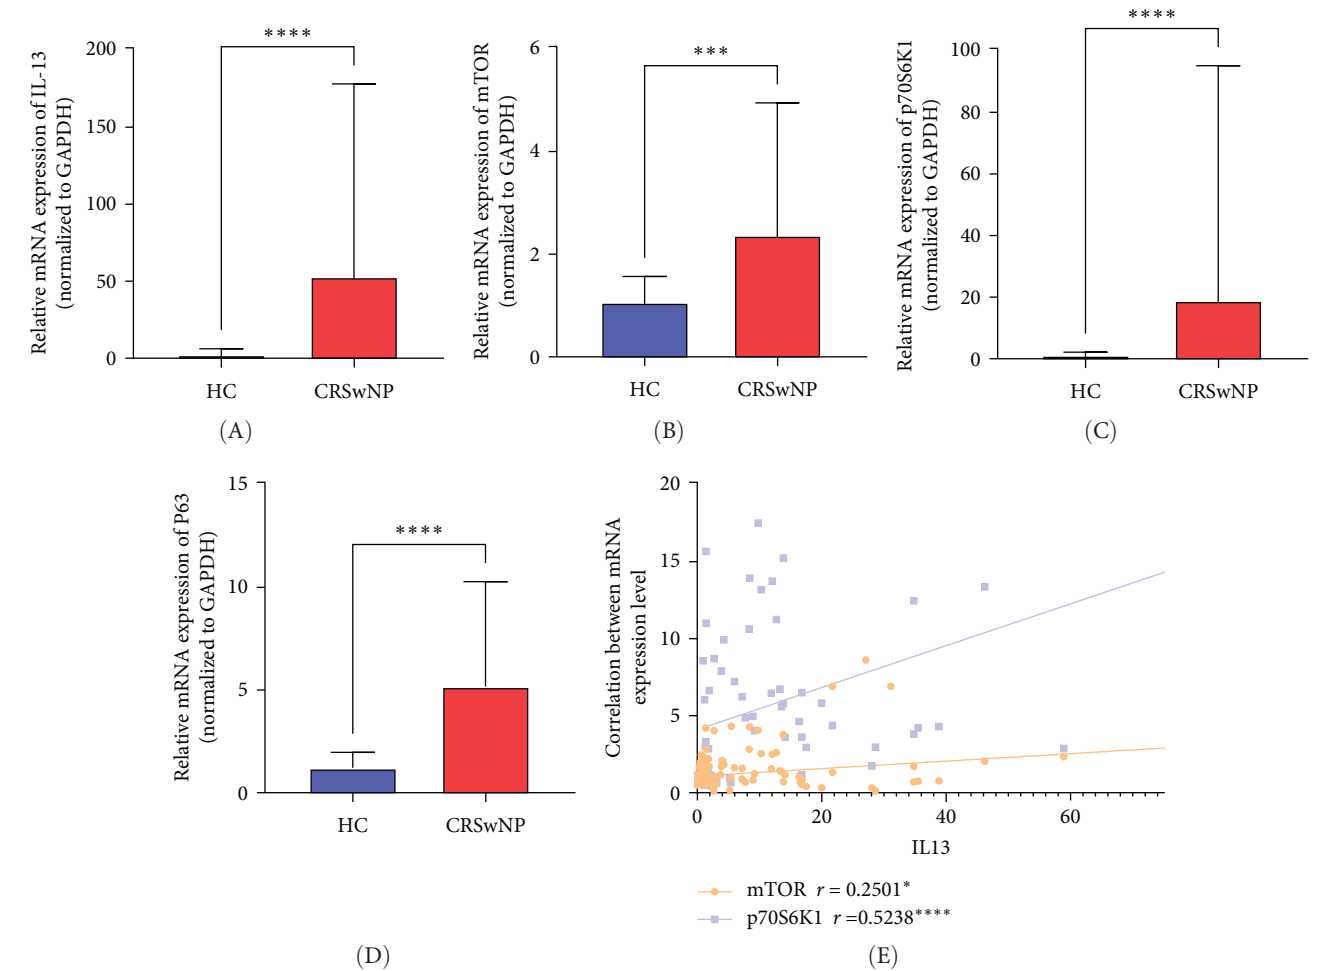 Relative mRNA expression of IL-13
(normalized to GAPDH)
200
150
100
50
0
****
HC
CRSwNP
(A)
Relative mRNA expression of mTOR
(normalized to GAPDH)
6
4
2
0
***
HC
CRSwNP
(B)
Relative mRNA expression of p70S6K1
(normalized to GAPDH)
100
80
60
40
20
0
****
HC
CRSwNP
(C)
Relative mRNA expression of P63
(normalized to GAPDH)
15
10
5
0
****
HC
CRSwNP
(D)
Correlation between mRNA
expression level
20
15
10
5
0
0
20
40
60
IL13
mTOR r = 0.2501*
p70S6K1 r =0.5238****
(E)